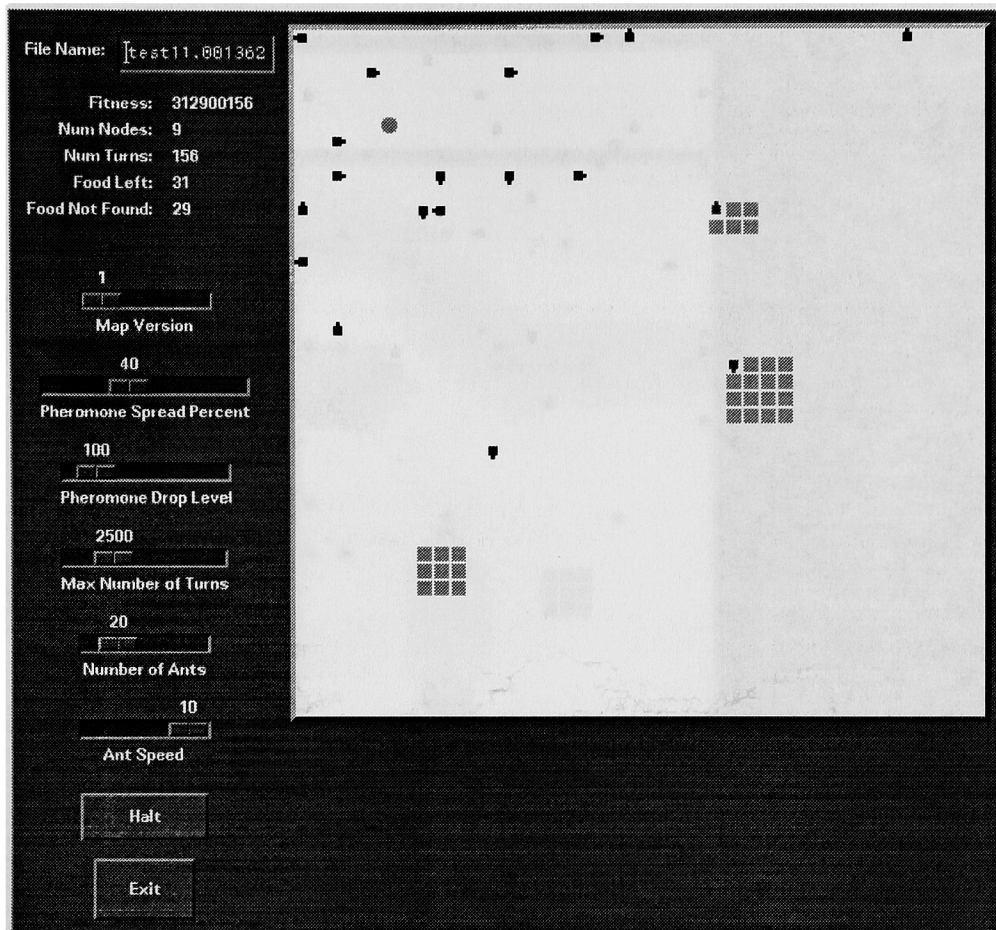 File Name: test11.001362
Fitness: 312900156
Num Nodes: 9
Num Turns: 156
Food Left: 31
Food Not Found: 29
1
Map Version
40
Pheromone Spread Percent
100
Pheromone Drop Level
2500
Max Number of Turns
20
Number of Ants
10
Ant Speed
Halt
Exit